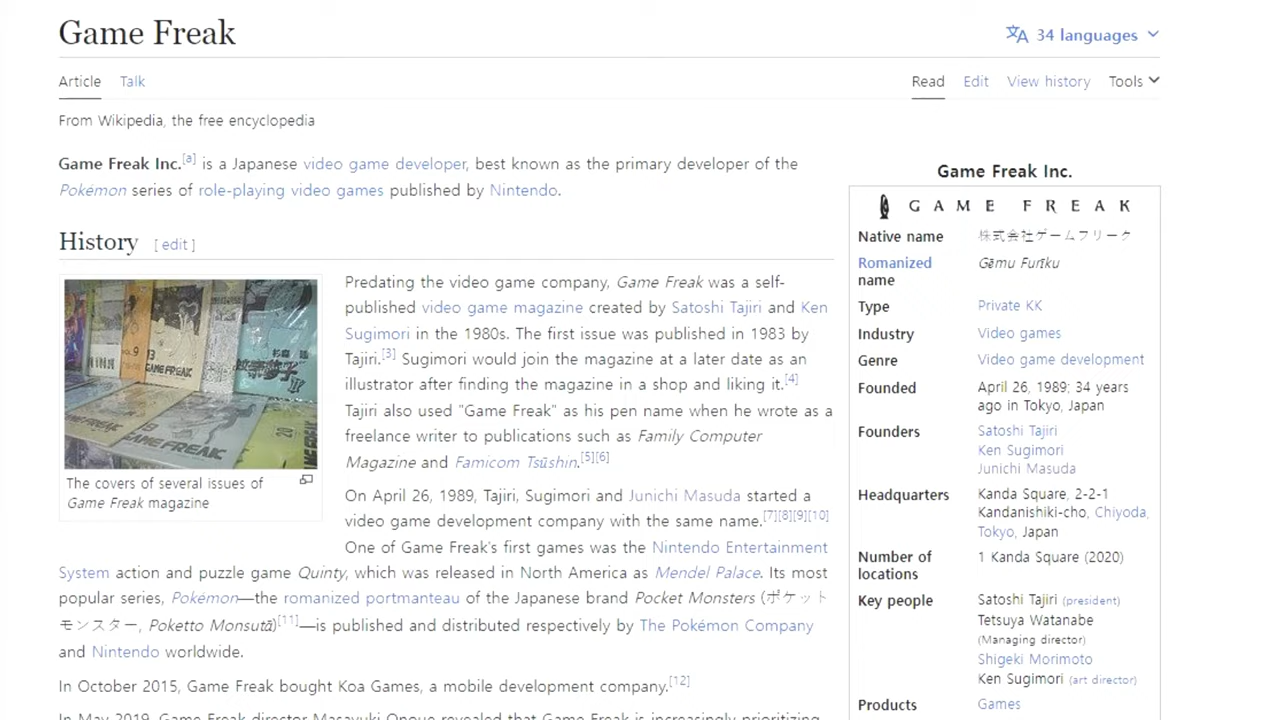 Game Freak
34 languages
Article Talk
Read Edit View history Tools
From Wikipedia, the free encyclopedia
Game Freak Inc.[a] is a Japanese video game developer, best known as the primary developer of the
Pokémon series of role-playing video games published by Nintendo.
History [ edit ]
The covers of several issues of
Game Freak magazine
Predating the video game company, Game Freak was a self-
published video game magazine created by Satoshi Tajiri and Ken
Sugimori in the 1980s. The first issue was published in 1983 by
Tajiri.[3] Sugimori would join the magazine at a later date as an
illustrator after finding the magazine in a shop and liking it.[4]
Tajiri also used "Game Freak" as his pen name when he wrote as a
freelance writer to publications such as Family Computer
Magazine and Famicom Tsūshin.[5][6]
On April 26, 1989, Tajiri, Sugimori and Junichi Masuda started a
video game development company with the same name.[7][8][9][10]
One of Game Freak's first games was the Nintendo Entertainment
System action and puzzle game Quinty, which was released in North America as Mendel Palace. Its most
popular series, Pokémon—the romanized portmanteau of the Japanese brand Pocket Monsters (ポケット
モンスター, Poketto Monsutā)[11]—is published and distributed respectively by The Pokémon Company
and Nintendo worldwide.
In October 2015, Game Freak bought Koa Games, a mobile development company.[12]
In May 2019, Game Freak director Masayuki Onoue revealed that Game Freak is increasingly prioritizing
Game Freak Inc.
GAME FREAK
Native name 株式会社ゲームフリーク
Romanized Gēmu Furīku
name
Type Private KK
Industry Video games
Genre Video game development
Founded April 26, 1989; 34 years
ago in Tokyo, Japan
Founders Satoshi Tajiri
Ken Sugimori
Junichi Masuda
Headquarters Kanda Square, 2-2-1
Kandanishiki-cho, Chiyoda,
Tokyo, Japan
Number of 1 Kanda Square (2020)
locations
Key people Satoshi Tajiri (president)
Tetsuya Watanabe
(Managing director)
Shigeki Morimoto
Ken Sugimori (art director)
Products Games